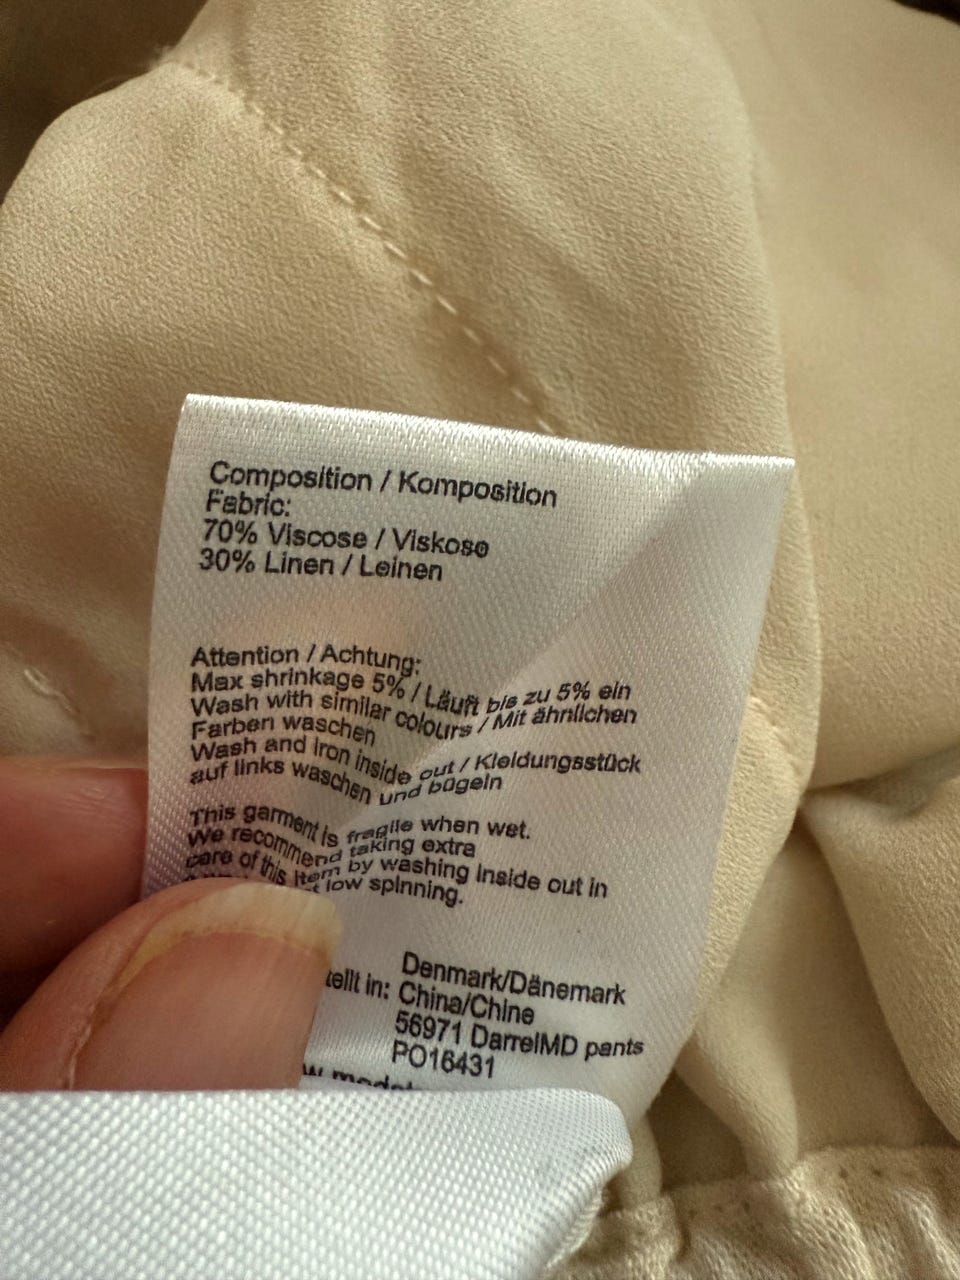 Composition / Komposition
Fabric:
70% Viscose / Viskose
30% Linen / Leinen
Attention / Achtung:
Max shrinkage 5% / Läuft bis zu 5% ein
Wash with similar colours / Mit ähnlichen
Farben waschen
Wash and iron inside out / Kleidungsstück
auf links waschen und bügeln
This garment is fragile when wet.
We recommend taking extra
care of this item by washing inside out in
low spinning.
Denmark/Dänemark
in: China/Chine
56971 DarrelMD pants
PO16431